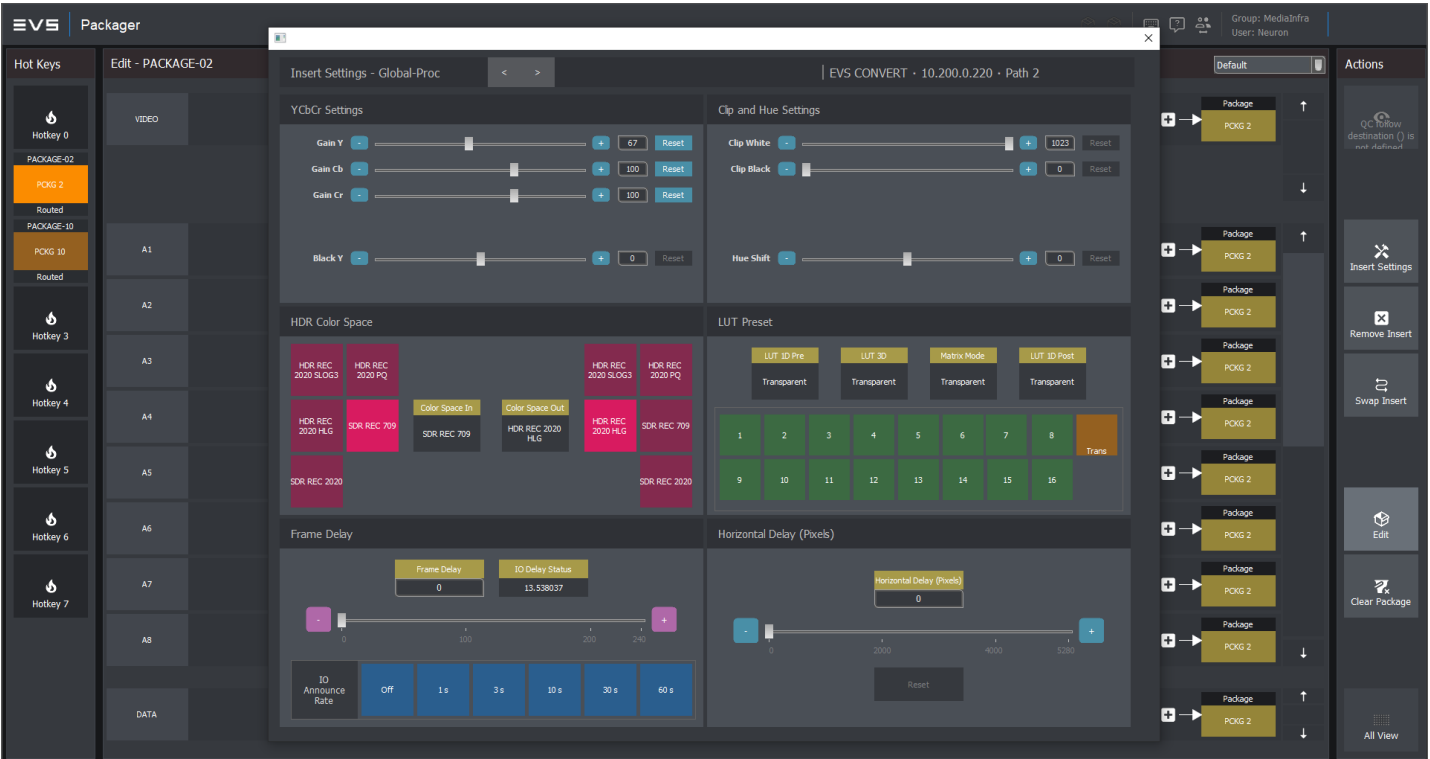 EVS
Packager
Group: MediaInfra
User: Neuron
Hot Keys
Hotkey 0
PACKAGE-02
PCKG 2
Routed
PACKAGE-10
PCKG 10
Routed
Hotkey 3
Hotkey 4
Hotkey 5
Hotkey 6
Hotkey 7
Edit - PACKAGE-02
VIDEO
A1
A2
A3
A4
A5
A6
A7
A8
DATA
Insert Settings - Global-Proc
<
>
EVS CONVERT • 10.200.0.220 • Path 2
YCbCr Settings
Gain Y - + 67 Reset
Gain Cb - + 100 Reset
Gain Cr - + 100 Reset
Black Y - + 0 Reset
Clip and Hue Settings
Clip White - + 1023 Reset
Clip Black - + 0 Reset
Hue Shift - + 0 Reset
HDR Color Space
HDR REC
2020 SLOG3
HDR REC
2020 PQ
HDR REC
2020 HLG
SDR REC 709
SDR REC 2020
Color Space In
SDR REC 709
Color Space Out
HDR REC 2020
HLG
HDR REC
2020 SLOG3
HDR REC
2020 PQ
HDR REC
2020 HLG
SDR REC 709
SDR REC 2020
LUT Preset
LUT 1D Pre
Transparent
LUT 3D
Transparent
Matrix Mode
Transparent
LUT 1D Post
Transparent
1 2 3 4 5 6 7 8
Trans
9 10 11 12 13 14 15 16
Frame Delay
Frame Delay
0
IO Delay Status
13.538037
- +
0 100 200 240
IO
Announce
Rate
Off 1 s 3 s 10 s 30 s 60 s
Horizontal Delay (Pixels)
Horizontal Delay (Pixels)
0
- +
0 2000 4000 5280
Reset
Default
Package
PCKG 2
Package
PCKG 2
Package
PCKG 2
Package
PCKG 2
Package
PCKG 2
Package
PCKG 2
Package
PCKG 2
Package
PCKG 2
Package
PCKG 2
Package
PCKG 2
Actions
QC follow
destination () is
not defined
Insert Settings
Remove Insert
Swap Insert
Edit
Clear Package
All View